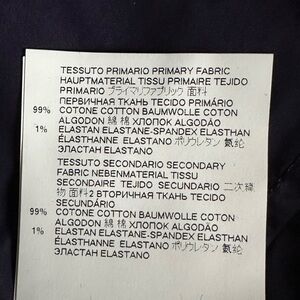 TESSUTO PRIMARIO PRIMARY FABRIC
HAUPTMATERIAL TISSU PRIMAIRE TEJIDO
PRIMARIO プライマリファブリック 面料
ПЕРВИЧНАЯ ТКАНЬ TECIDO PRIMÁRIO
99% COTONE COTTON BAUMWOLLE COTON
ALGODON 綿 棉 ХЛОПОК ALGODÃO
1% ELASTAN ELASTANE-SPANDEX ELASTHAN
ÉLASTHANNE ELASTANO ポリウレタン 氨纶
ЭЛАСТАН ELASTANO
TESSUTO SECONDARIO SECONDARY
FABRIC NEBENMATERIAL TISSU
SECONDAIRE TEJIDO SECUNDARIO 二次織
物 面料2 ВТОРИЧНАЯ ТКАНЬ TECIDO
SECUNDÁRIO
99% COTONE COTTON BAUMWOLLE COTON
ALGODON 綿 棉 ХЛОПОК ALGODÃO
1% ELASTAN ELASTANE-SPANDEX ELASTHAN
ÉLASTHANNE ELASTANO ポリウレタン 氨纶
ЭЛАСТАН ELASTANO